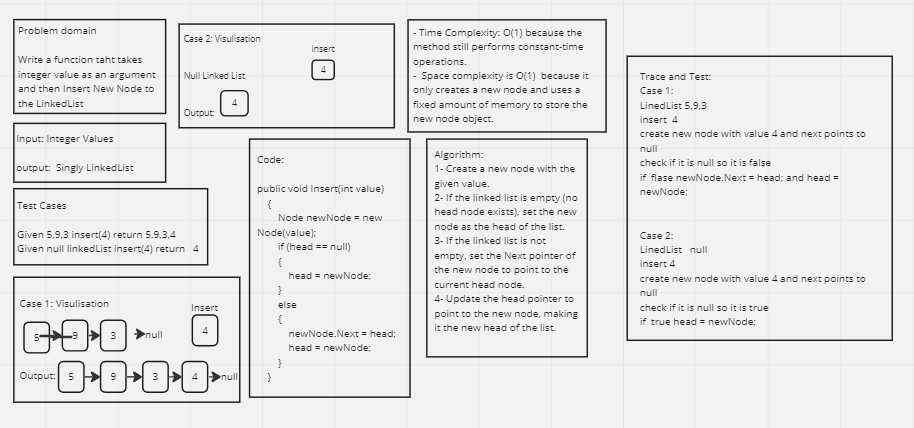 Problem domain
Write a function taht takes
integer value as an argument
and then Insert New Node to
the LinkedList
Input: Integer Values
output:  Singly LinkedList
Test Cases
Given 5,9,3 insert(4) return 5,9,3,4
Given null linkedList insert(4) return   4
Case 1: Visulisation
Insert
5
9
3
null
4
Output:
5
9
3
4
null
Case 2: Visulisation
insert
4
Null Linked List
4
Output:
Code:
public void Insert(int value)
{
Node newNode = new
Node(value);
if (head == null)
{
head = newNode;
}
else
{
newNode.Next = head;
head = newNode;
}
}
- Time Complexity: O(1) because the
method still performs constant-time
operations.
-  Space complexity is O(1)  because it
only creates a new node and uses a
fixed amount of memory to store the
new node object.
Algorithm:
1- Create a new node with the
given value.
2- If the linked list is empty (no
head node exists), set the new
node as the head of the list.
3- If the linked list is not
empty, set the Next pointer of
the new node to point to the
current head node.
4- Update the head pointer to
point to the new node, making
it the new head of the list.
Trace and Test:
Case 1:
LinedList 5,9,3
insert  4
create new node with value 4 and next points to
null
check if it is null so it is false
if  flase newNode.Next = head; and head =
newNode;
Case 2:
LinedList   null
insert 4
create new node with value 4 and next points to
null
check if it is null so it is true
if  true head = newNode;